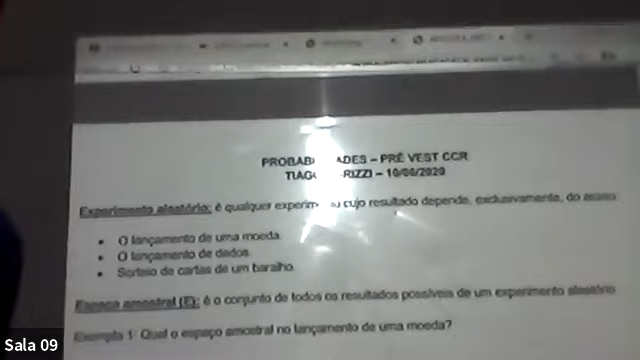 PROBABI ADES – PRÉ VEST CCR
TIAG RIZZI – 10/06/2020
Experimento aleatório: é qualquer experim cujo resultado depende, exclusivamente, do acaso
• O lançamento de uma moeda.
• O lançamento de dados.
• Sorteio de cartas de um baralho.
Espaço amostral (E): é o conjunto de todos os resultados possíveis de um experimento aleatório
Exemplo 1: Qual o espaço amostral no lançamento de uma moeda?
Sala 09